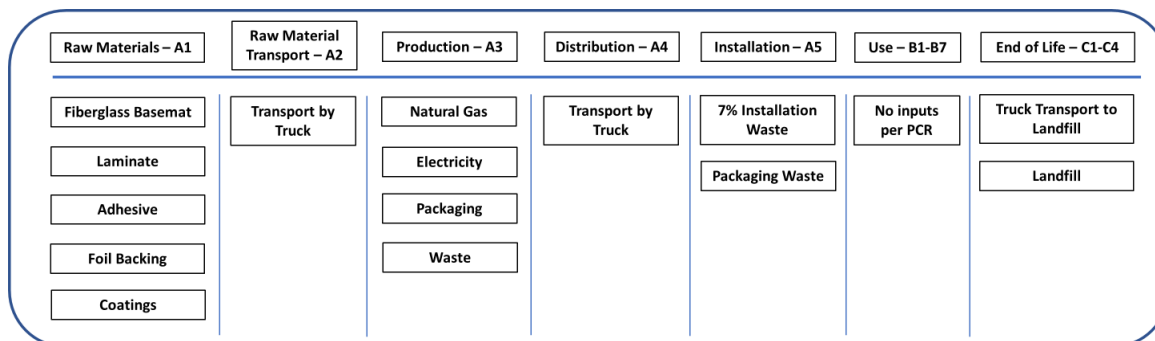 Raw Materials – A1
Raw Material
Transport – A2
Production – A3
Distribution – A4
Installation – A5
Use – B1-B7
End of Life – C1-C4
Fiberglass Basemat
Laminate
Adhesive
Foil Backing
Coatings
Transport by
Truck
Natural Gas
Electricity
Packaging
Waste
Transport by
Truck
7% Installation
Waste
Packaging Waste
No inputs
per PCR
Truck Transport to
Landfill
Landfill